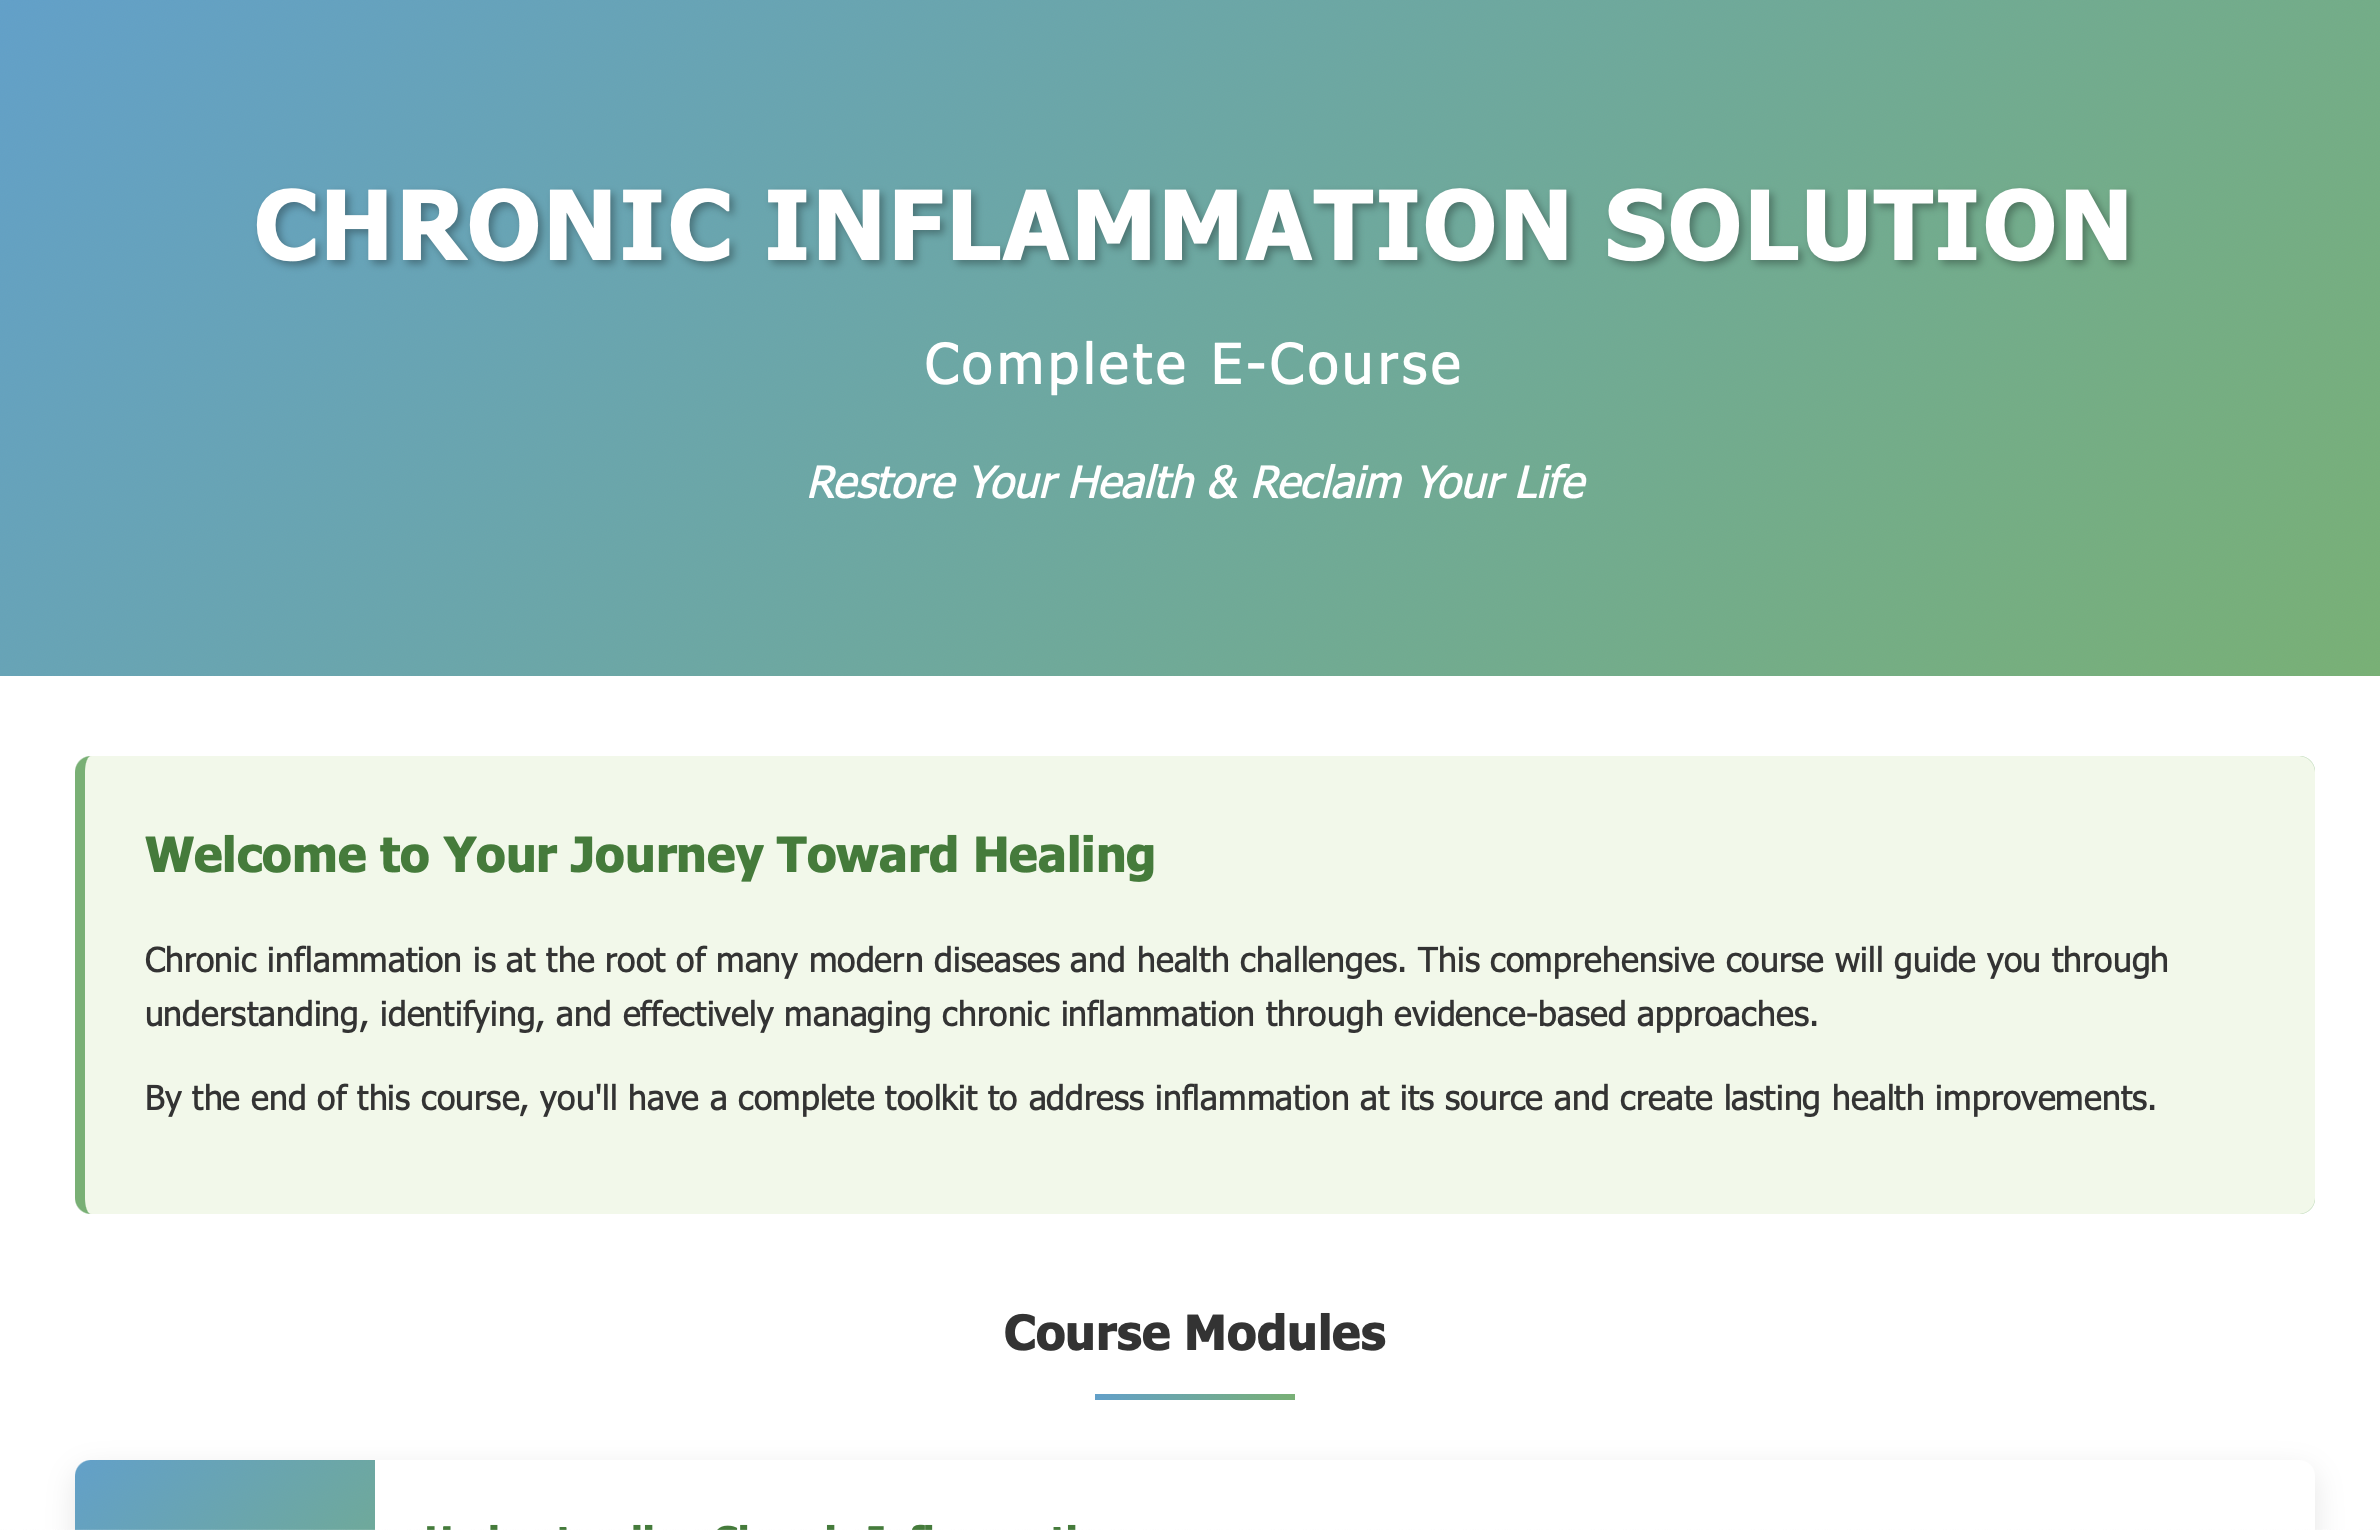 CHRONIC INFLAMMATION SOLUTION
Complete E-Course
Restore Your Health & Reclaim Your Life
Welcome to Your Journey Toward Healing
Chronic inflammation is at the root of many modern diseases and health challenges. This comprehensive course will guide you through
understanding, identifying, and effectively managing chronic inflammation through evidence-based approaches.
By the end of this course, you'll have a complete toolkit to address inflammation at its source and create lasting health improvements.
Course Modules
Understanding Chronic Inflammation